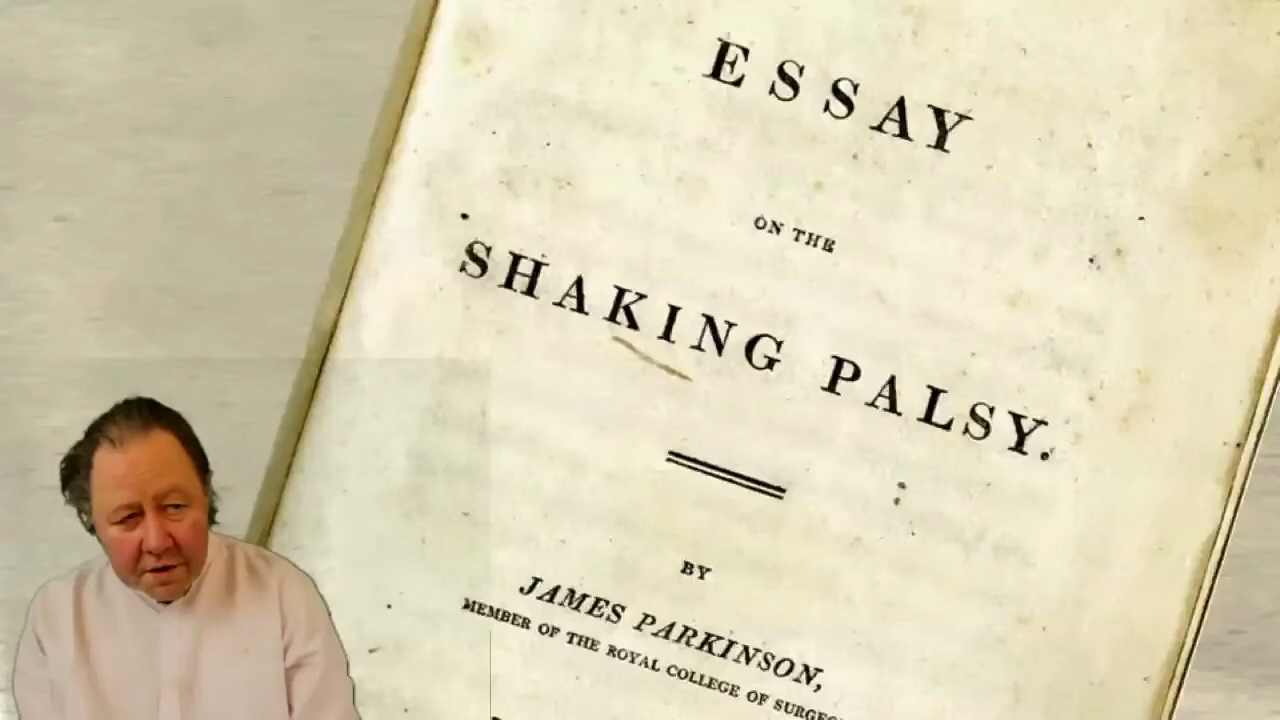 ESSAY
ON THE
SHAKING PALSY.
BY
JAMES PARKINSON,
MEMBER OF THE ROYAL COLLEGE OF